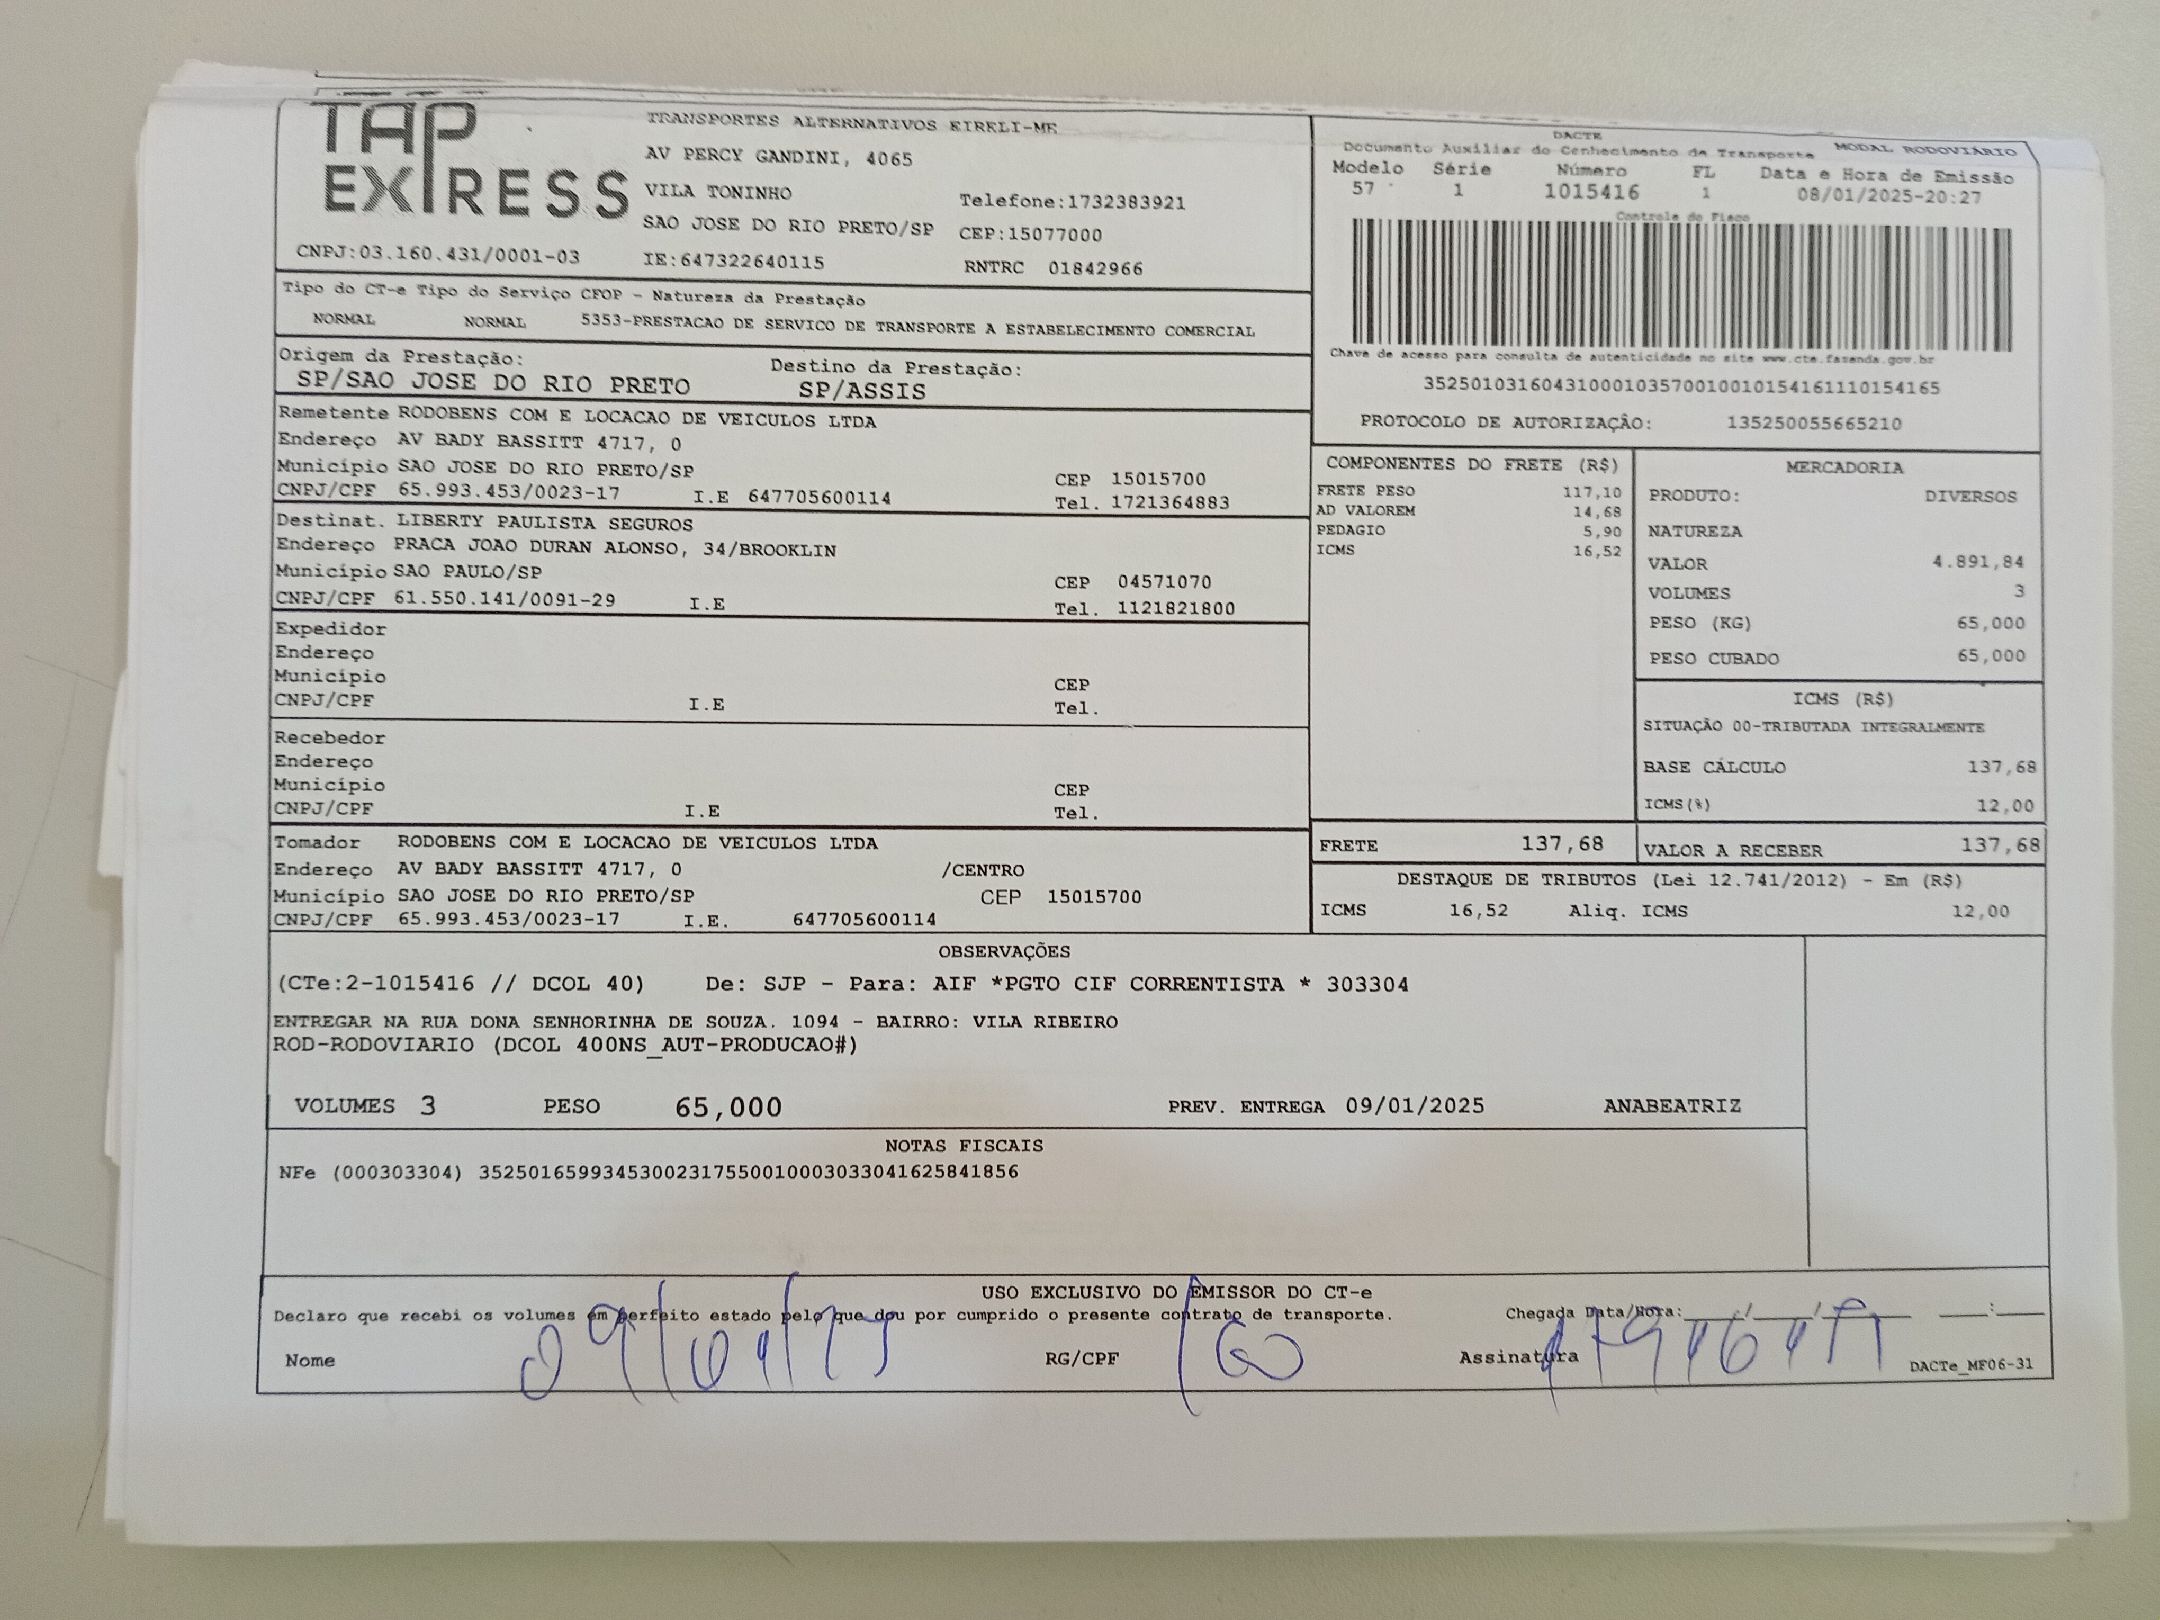 TAP EXPRESS
TRANSPORTES ALTERNATIVOS EIRELI-ME
AV PERCY GANDINI, 4065
VILA TONINHO Telefone:1732383921
SAO JOSE DO RIO PRETO/SP CEP:15077000
CNPJ:03.160.431/0001-03 IE:647322640115 RNTRC 01842966
DACTE
Documento Auxiliar do Conhecimento de Transporte MODAL RODOVIÁRIO
Modelo Série Número FL Data e Hora de Emissão
57 1 1015416 1 08/01/2025-20:27
Controle do Fisco
Chave de acesso para consulta de autenticidade no site www.cte.fazenda.gov.br
35250103160431000103570010010154161110154165
PROTOCOLO DE AUTORIZAÇÃO: 135250055665210
Tipo do CT-e Tipo do Serviço CFOP - Natureza da Prestação
NORMAL NORMAL 5353-PRESTACAO DE SERVICO DE TRANSPORTE A ESTABELECIMENTO COMERCIAL
Origem da Prestação: Destino da Prestação:
SP/SAO JOSE DO RIO PRETO SP/ASSIS
Remetente RODOBENS COM E LOCACAO DE VEICULOS LTDA
Endereço AV BADY BASSITT 4717, 0
Município SAO JOSE DO RIO PRETO/SP CEP 15015700
CNPJ/CPF 65.993.453/0023-17 I.E 647705600114 Tel. 1721364883
Destinat. LIBERTY PAULISTA SEGUROS
Endereço PRACA JOAO DURAN ALONSO, 34/BROOKLIN
Município SAO PAULO/SP CEP 04571070
CNPJ/CPF 61.550.141/0091-29 I.E Tel. 1121821800
Expedidor
Endereço
Município CEP
CNPJ/CPF I.E Tel.
Recebedor
Endereço
Município CEP
CNPJ/CPF I.E Tel.
Tomador RODOBENS COM E LOCACAO DE VEICULOS LTDA
Endereço AV BADY BASSITT 4717, 0 /CENTRO
Município SAO JOSE DO RIO PRETO/SP CEP 15015700
CNPJ/CPF 65.993.453/0023-17 I.E. 647705600114
COMPONENTES DO FRETE (R$)
FRETE PESO 117,10
AD VALOREM 14,68
PEDAGIO 5,90
ICMS 16,52
MERCADORIA
PRODUTO: DIVERSOS
NATUREZA
VALOR 4.891,84
VOLUMES 3
PESO (KG) 65,000
PESO CUBADO 65,000
ICMS (R$)
SITUAÇÃO 00-TRIBUTADA INTEGRALMENTE
BASE CÁLCULO 137,68
ICMS(%) 12,00
FRETE 137,68 VALOR A RECEBER 137,68
DESTAQUE DE TRIBUTOS (Lei 12.741/2012) - Em (R$)
ICMS 16,52 Aliq. ICMS 12,00
OBSERVAÇÕES
(CTe:2-1015416 // DCOL 40) De: SJP - Para: AIF *PGTO CIF CORRENTISTA * 303304
ENTREGAR NA RUA DONA SENHORINHA DE SOUZA. 1094 - BAIRRO: VILA RIBEIRO
ROD-RODOVIARIO (DCOL 400NS_AUT-PRODUCAO#)
VOLUMES 3 PESO 65,000 PREV. ENTREGA 09/01/2025 ANABEATRIZ
NOTAS FISCAIS
NFe (000303304) 35250165993453002317550010003033041625841856
USO EXCLUSIVO DO EMISSOR DO CT-e
Declaro que recebi os volumes em perfeito estado pelo que dou por cumprido o presente contrato de transporte. Chegada Data/Hora:___/___/___ ___:___
Nome 09/01/25 RG/CPF Assinatura DACTe_MF06-31